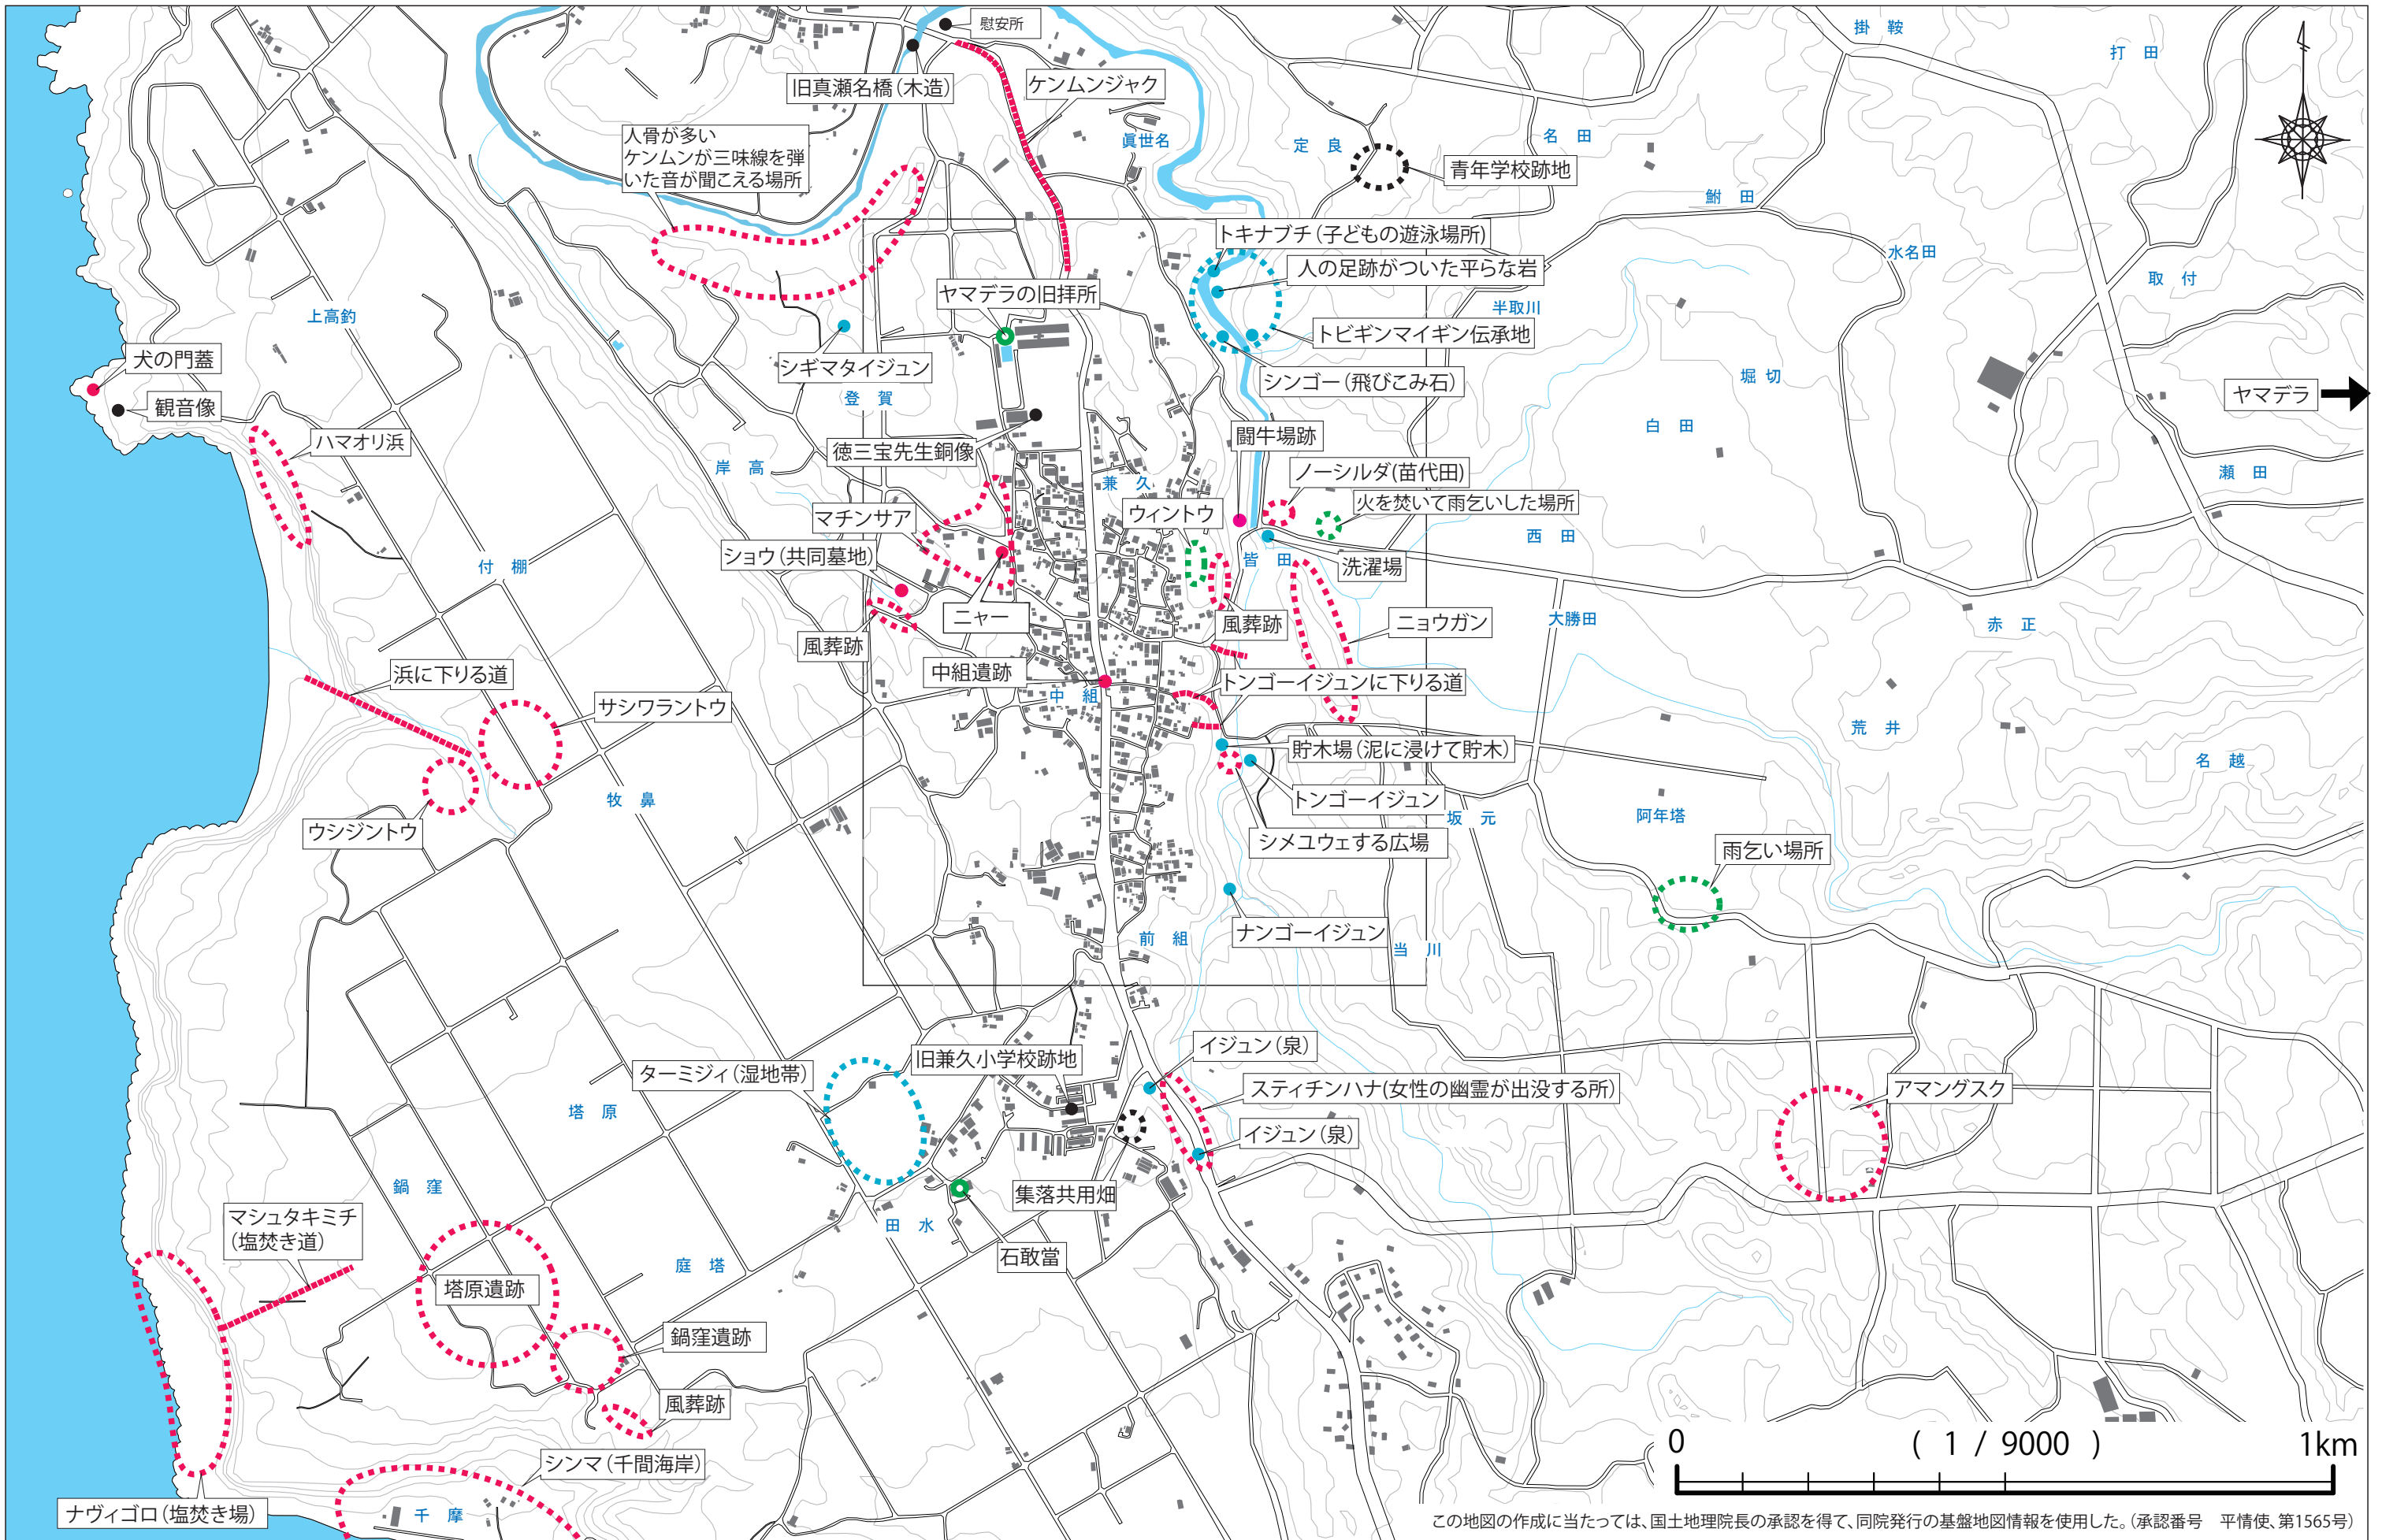 慰安所
掛 鞍
打 田
旧真瀬名橋(木造)
ケンムンジャク
人骨が多い
ケンムンが三味線を弾
いた音が聞こえる場所
眞世名
定 良
名 田
青年学校跡地
鮒 田
トキナブチ(子どもの遊泳場所)
水名田
人の足跡がついた平らな岩
取 付
ヤマデラの旧拝所
半取川
上高釣
トビギンマイギン伝承地
犬の門蓋
シギマタイジュン
シンゴー(飛びこみ石)
堀 切
ヤマデラ
観音像
登 賀
白 田
ハマオリ浜
徳三宝先生銅像
闘牛場跡
岸 高
ノーシルダ(苗代田)
瀬 田
兼 久
火を焚いて雨乞いした場所
マチンサア
ウィントウ
西 田
ショウ(共同墓地)
皆 田
洗濯場
付 棚
ニャー
風葬跡
ニョウガン
大勝田
赤 正
風葬跡
浜に下りる道
中組遺跡
トンゴーイジュンに下りる道
中 組
サシワラントウ
荒 井
貯木場(泥に浸けて貯木)
名 越
牧 鼻
トンゴーイジュン
坂 元
阿年塔
ウシジントウ
シメユウェする広場
雨乞い場所
前 組
ナンゴーイジュン
当 川
旧兼久小学校跡地
イジュン(泉)
ターミジィ(湿地帯)
スティチンハナ(女性の幽霊が出没する所)
アマングスク
塔 原
イジュン(泉)
鍋 窪
集落共用畑
マシュタキミチ
(塩焚き道)
田 水
石敢當
庭 塔
塔原遺跡
鍋窪遺跡
風葬跡
シンマ(千間海岸)
ナヴィゴロ(塩焚き場)
千 摩
0 ( 1 / 9000 ) 1km
この地図の作成に当たっては、国土地理院長の承認を得て、同院発行の基盤地図情報を使用した。(承認番号 平情使、第1565号)